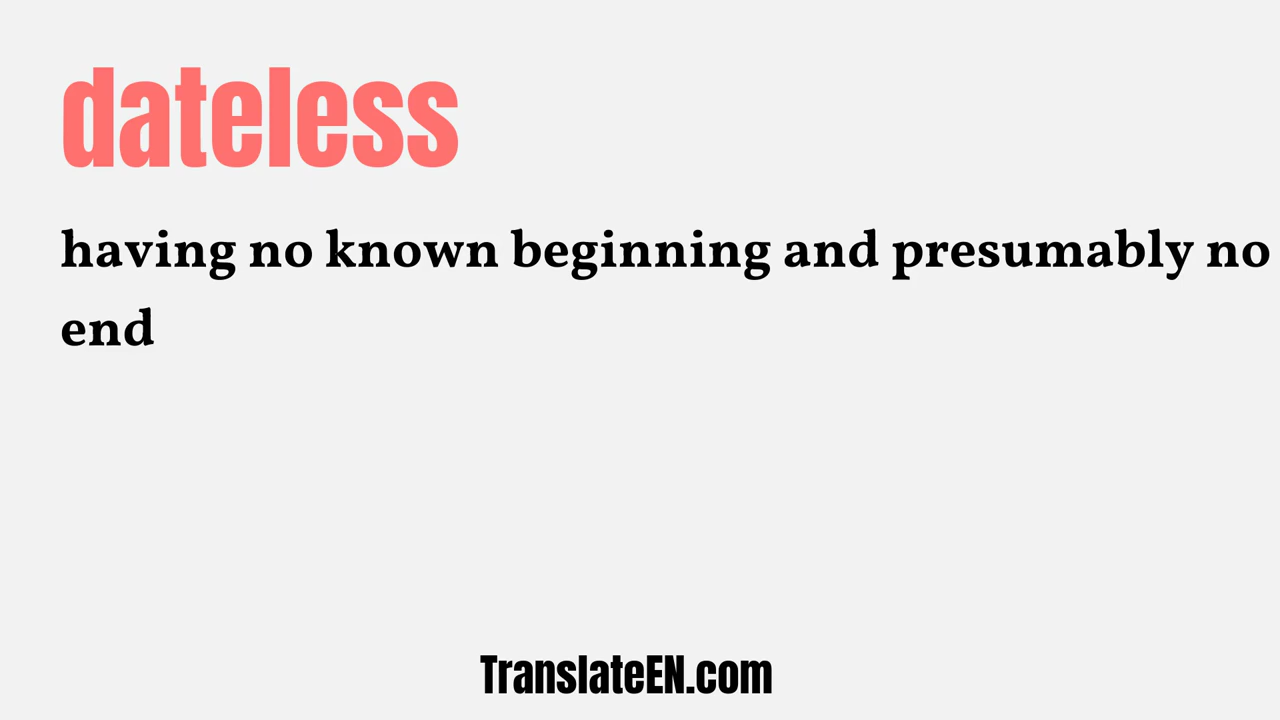 dateless
having no known beginning and presumably no
end
TranslateEN.com